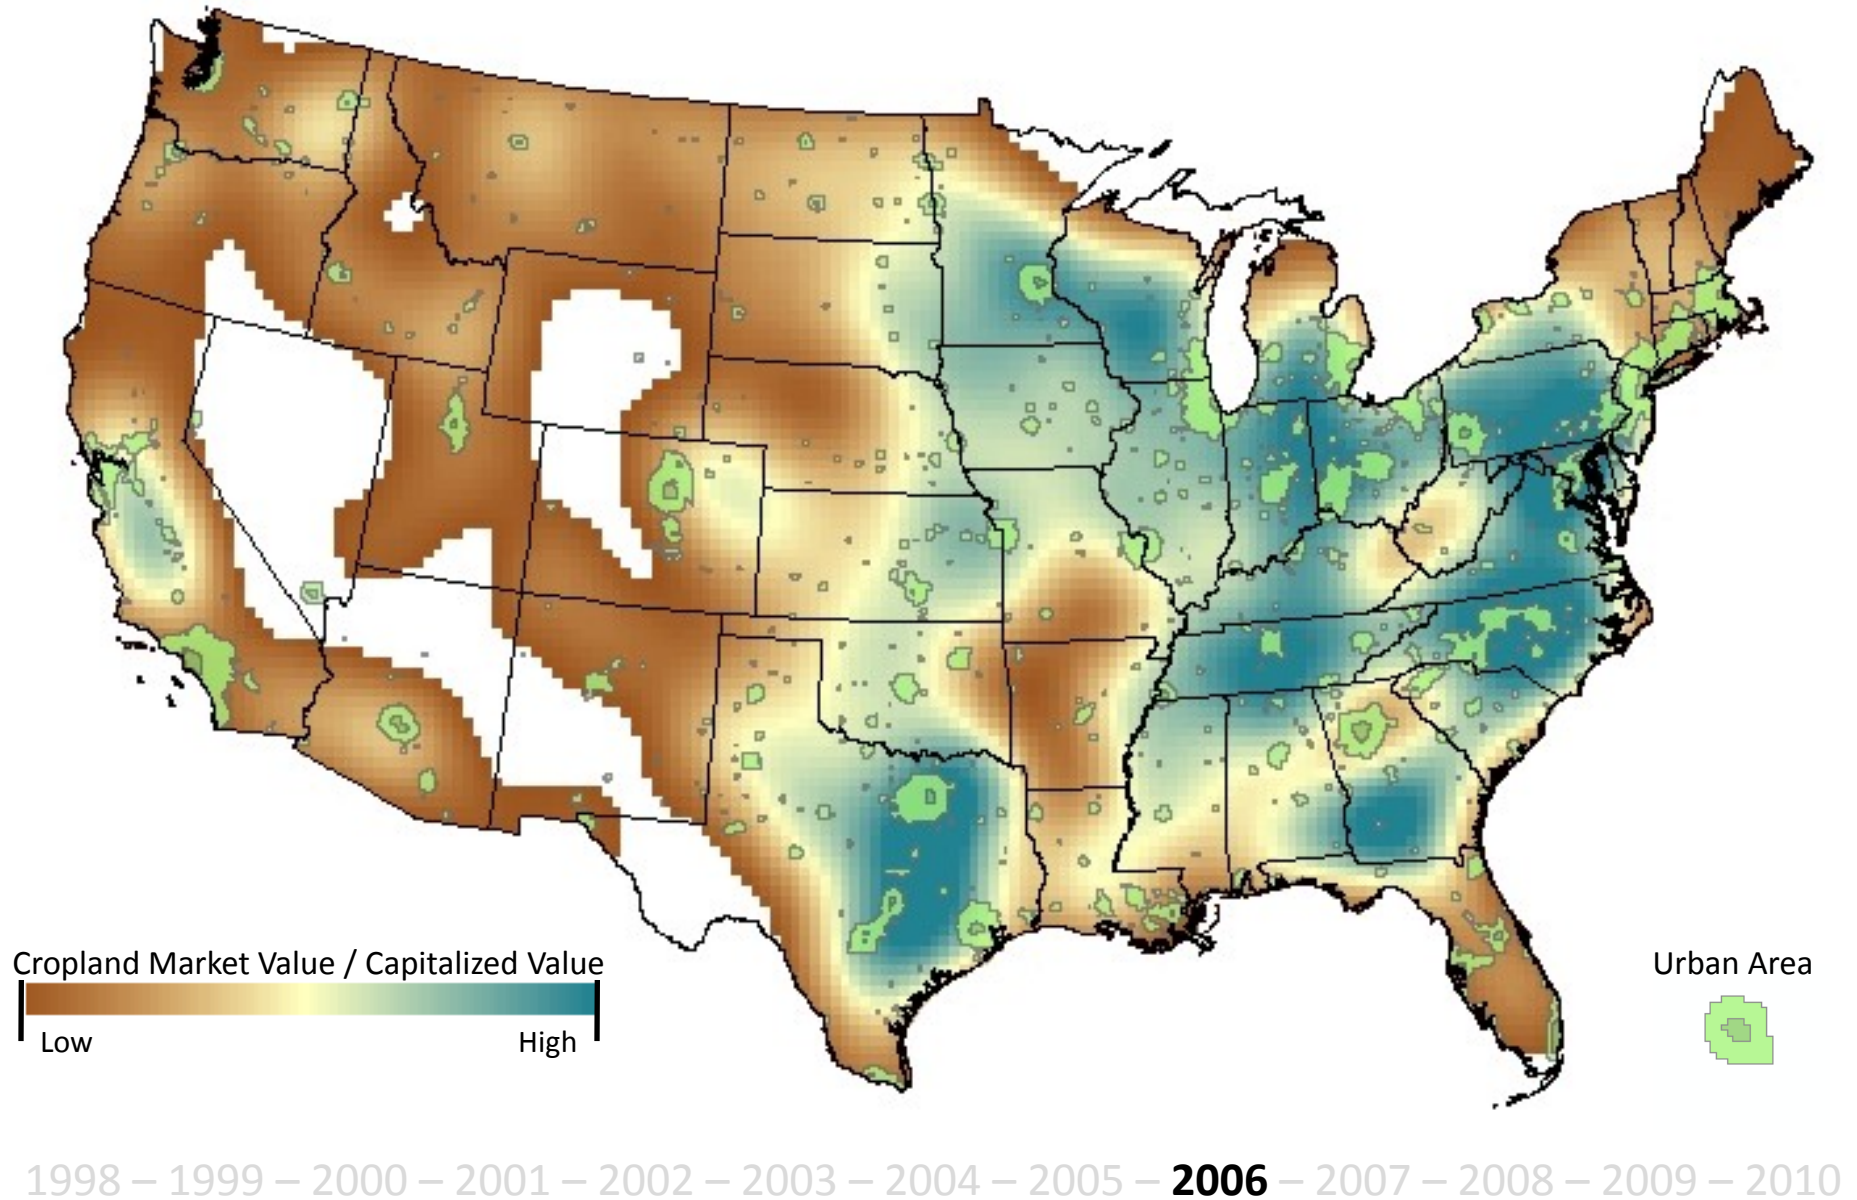 Cropland Market Value / Capitalized Value
Low High
Urban Area
1998 – 1999 – 2000 – 2001 – 2002 – 2003 – 2004 – 2005 – 2006 – 2007 – 2008 – 2009 – 2010